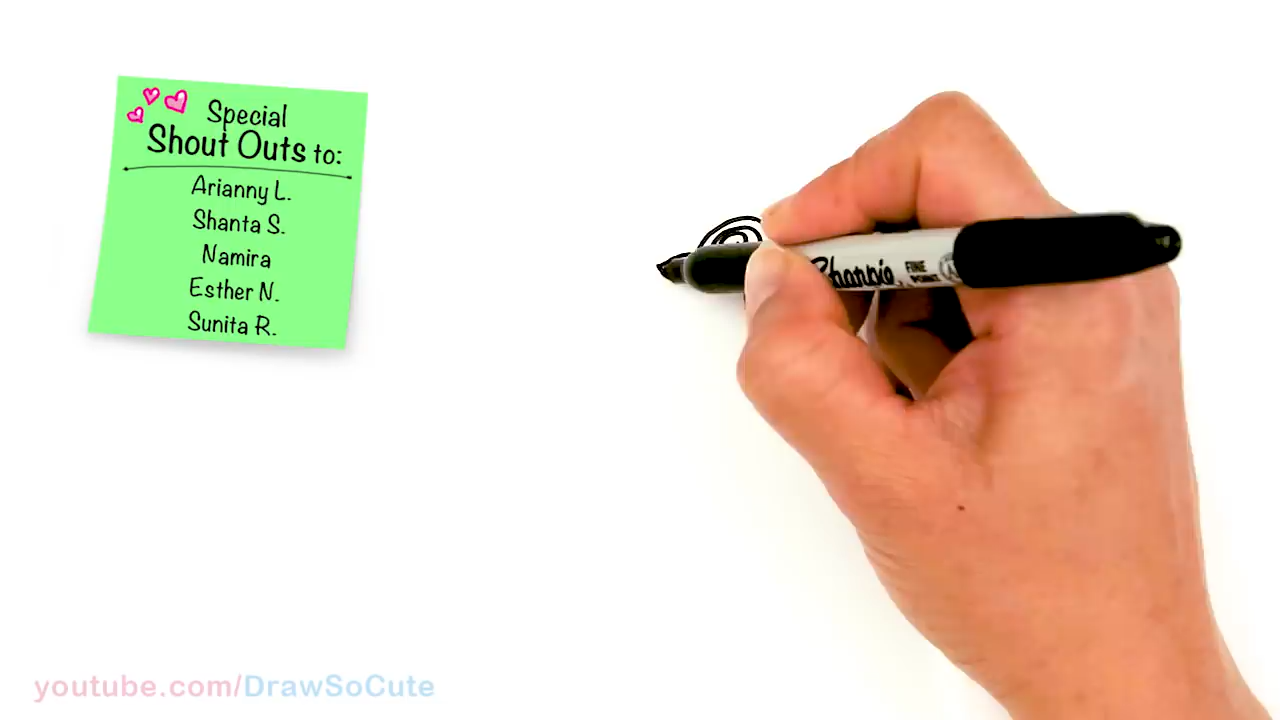 Special
Shout Outs to:
Arianny L.
Shanta S.
Namira
Esther N.
Sunita R.
Sharpie.
FINE
POINT
youtube.com/DrawSoCute